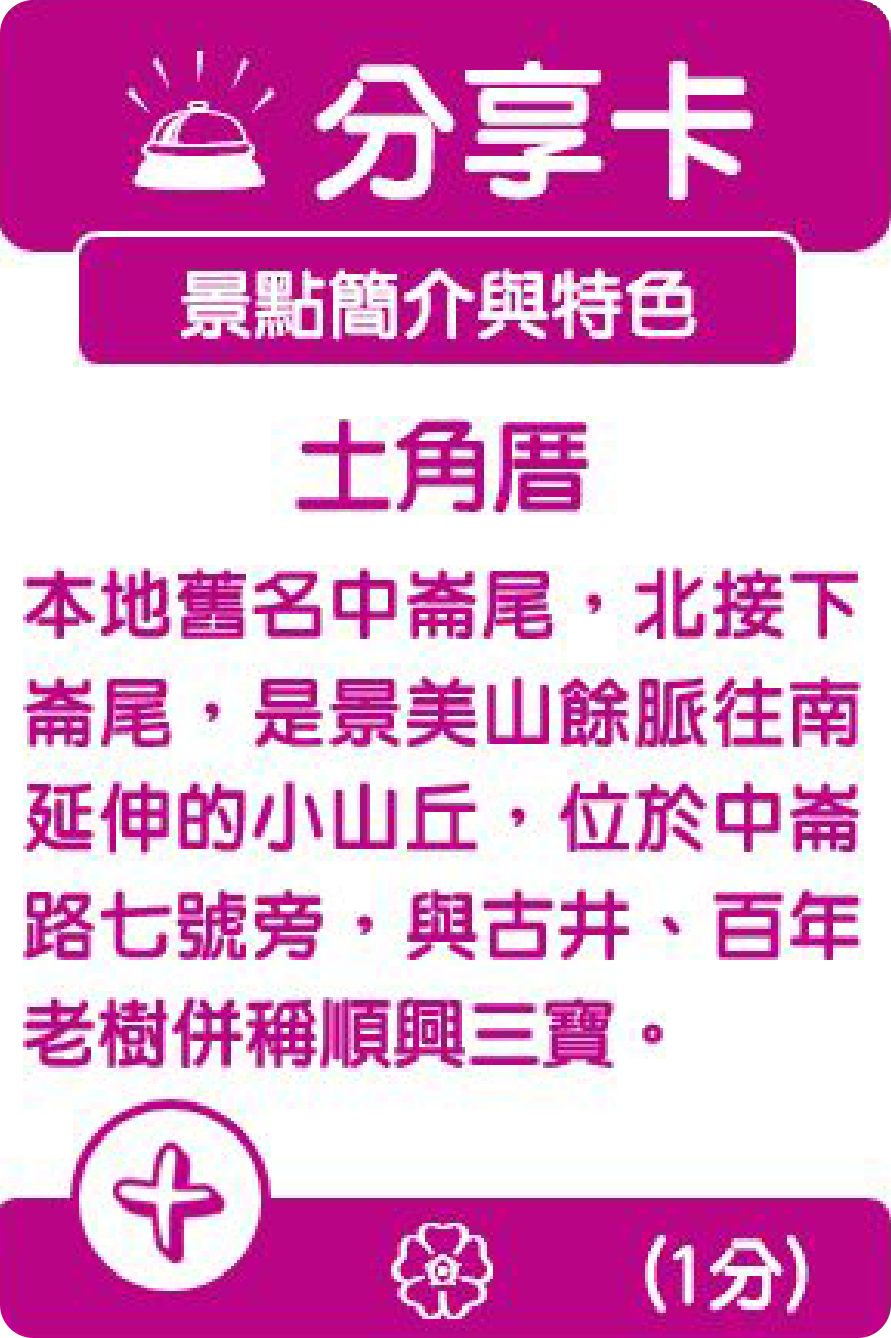 分享卡
景點簡介與特色
土角厝
本地舊名中崙尾，北接下
崙尾，是景美山餘脈往南
延伸的小山丘，位於中崙
路七號旁，與古井、百年
老樹併稱順興三寶。
(1分)